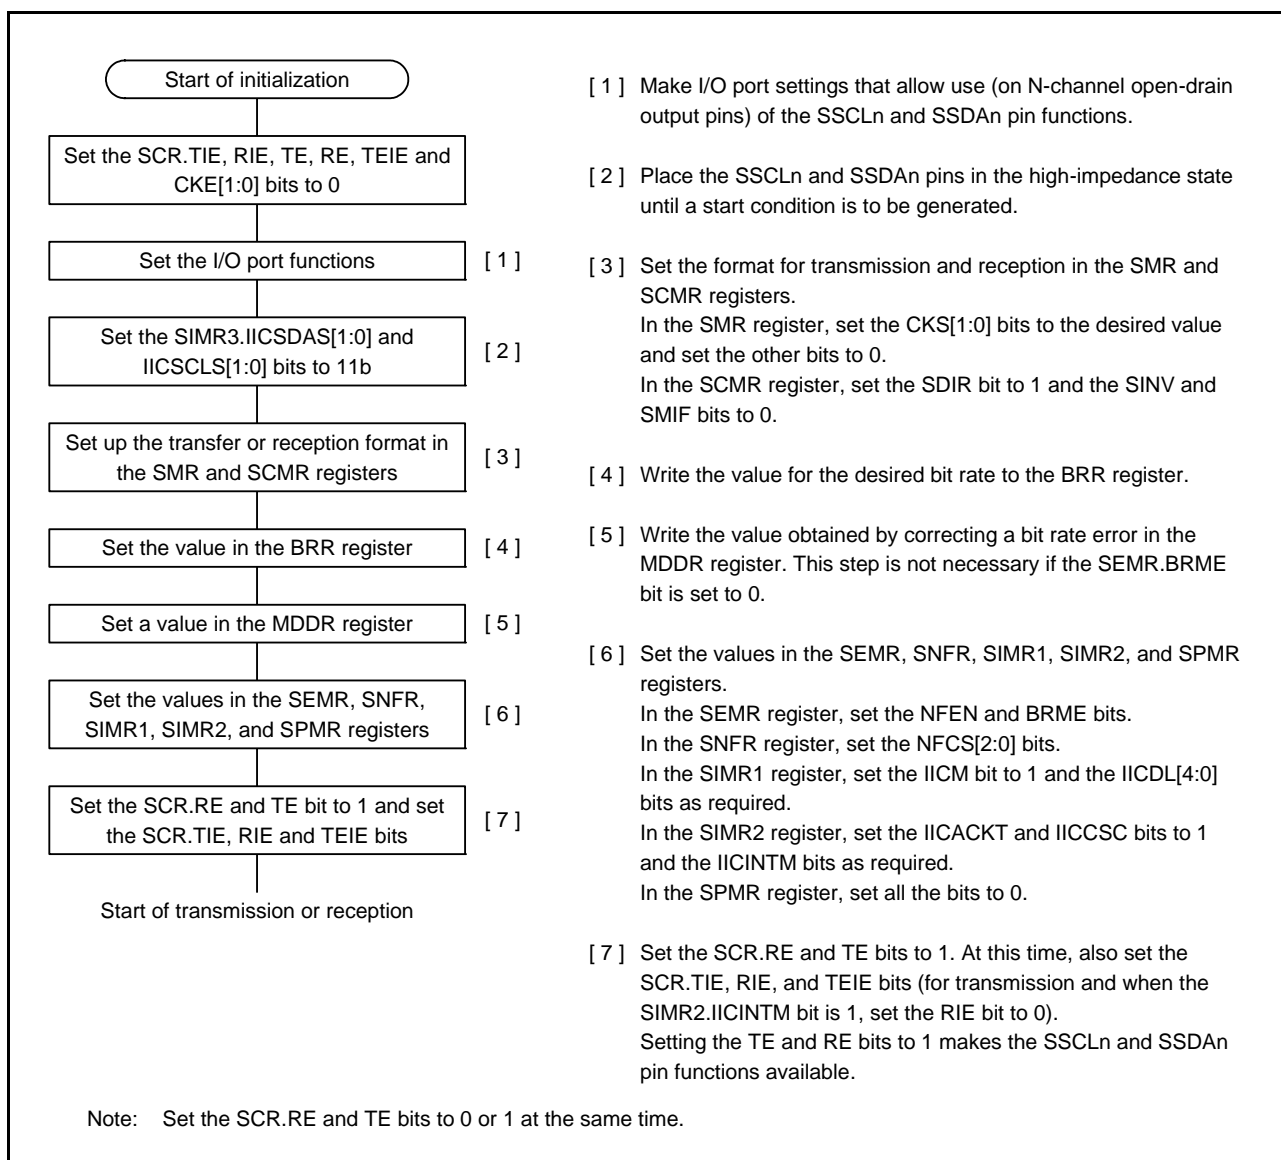 Start of initialization
Set the SCR.TIE, RIE, TE, RE, TEIE and
CKE[1:0] bits to 0
Set the I/O port functions
[ 1 ]
Set the SIMR3.IICSDAS[1:0] and
IICSCLS[1:0] bits to 11b
[ 2 ]
Set up the transfer or reception format in
the SMR and SCMR registers
[ 3 ]
Set the value in the BRR register
[ 4 ]
Set a value in the MDDR register
[ 5 ]
Set the values in the SEMR, SNFR,
SIMR1, SIMR2, and SPMR registers
[ 6 ]
Set the SCR.RE and TE bit to 1 and set
the SCR.TIE, RIE and TEIE bits
[ 7 ]
Start of transmission or reception
[ 1 ] Make I/O port settings that allow use (on N-channel open-drain
output pins) of the SSCLn and SSDAn pin functions.
[ 2 ] Place the SSCLn and SSDAn pins in the high-impedance state
until a start condition is to be generated.
[ 3 ] Set the format for transmission and reception in the SMR and
SCMR registers.
In the SMR register, set the CKS[1:0] bits to the desired value
and set the other bits to 0.
In the SCMR register, set the SDIR bit to 1 and the SINV and
SMIF bits to 0.
[ 4 ] Write the value for the desired bit rate to the BRR register.
[ 5 ] Write the value obtained by correcting a bit rate error in the
MDDR register. This step is not necessary if the SEMR.BRME
bit is set to 0.
[ 6 ] Set the values in the SEMR, SNFR, SIMR1, SIMR2, and SPMR
registers.
In the SEMR register, set the NFEN and BRME bits.
In the SNFR register, set the NFCS[2:0] bits.
In the SIMR1 register, set the IICM bit to 1 and the IICDL[4:0]
bits as required.
In the SIMR2 register, set the IICACKT and IICCSC bits to 1
and the IICINTM bits as required.
In the SPMR register, set all the bits to 0.
[ 7 ] Set the SCR.RE and TE bits to 1. At this time, also set the
SCR.TIE, RIE, and TEIE bits (for transmission and when the
SIMR2.IICINTM bit is 1, set the RIE bit to 0).
Setting the TE and RE bits to 1 makes the SSCLn and SSDAn
pin functions available.
Note: Set the SCR.RE and TE bits to 0 or 1 at the same time.